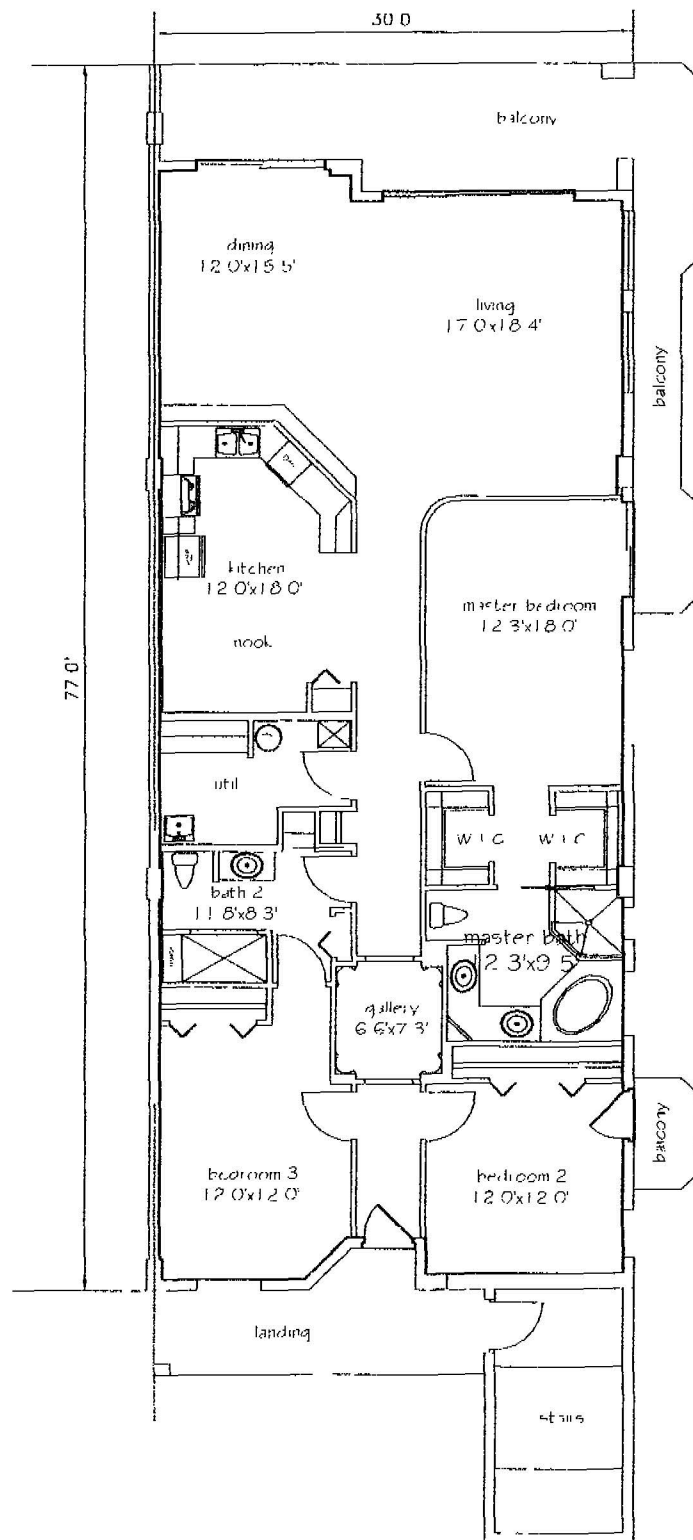 30 0
balcony
dining
12 0'x15 5'
living
17 0x18 4'
balcony
kitchen
12 0'x18 0'
nook
master bedroom
12 3'x18 0'
77 0'
util
W I C
W I C
bath 2
11 8'x8 3'
master bath
12 3'x9 5'
gallery
6 6'x7 3'
balcony
bedroom 3
12 0'x12 0'
bedroom 2
12 0'x12 0'
landing
stairs